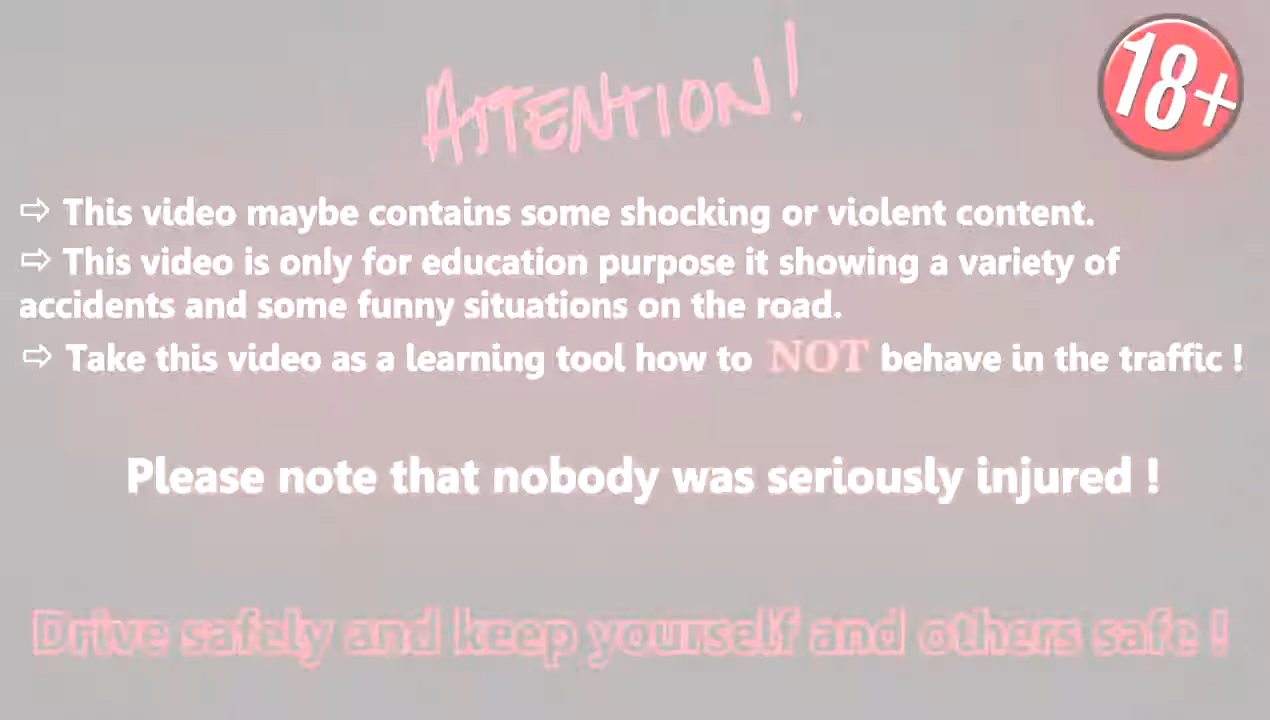 ATTENTION!
18+
⇨ This video maybe contains some shocking or violent content.
⇨ This video is only for education purpose it showing a variety of
accidents and some funny situations on the road.
⇨ Take this video as a learning tool how to NOT behave in the traffic !
Please note that nobody was seriously injured !
Drive safely and keep yourself and others safe !